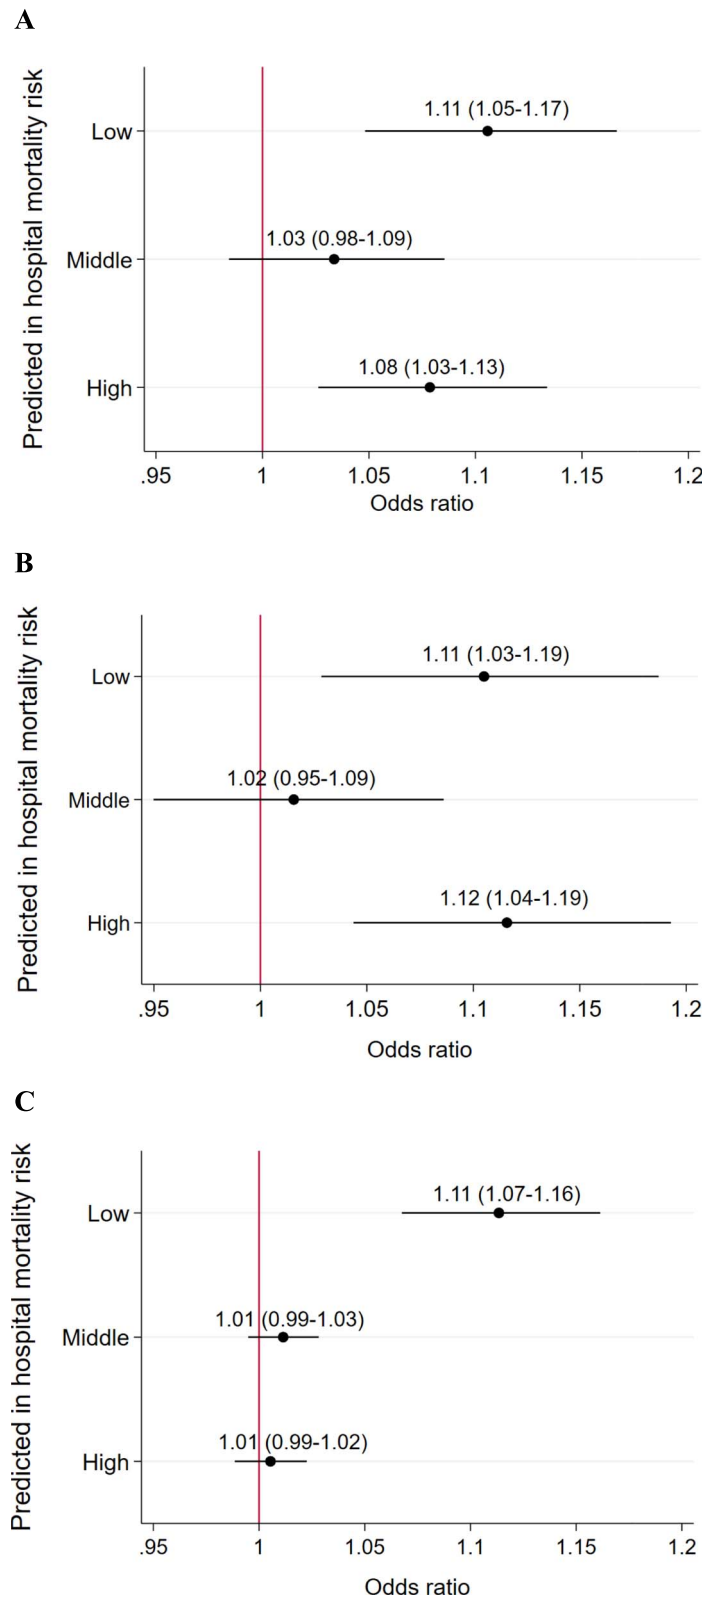 A
Predicted in hospital mortality risk
Low
1.11 (1.05-1.17)
Middle
1.03 (0.98-1.09)
High
1.08 (1.03-1.13)
.95 1 1.05 1.1 1.15 1.2
Odds ratio
B
Predicted in hospital mortality risk
Low
1.11 (1.03-1.19)
Middle
1.02 (0.95-1.09)
High
1.12 (1.04-1.19)
.95 1 1.05 1.1 1.15 1.2
Odds ratio
C
Predicted in hospital mortality risk
Low
1.11 (1.07-1.16)
Middle
1.01 (0.99-1.03)
High
1.01 (0.99-1.02)
.95 1 1.05 1.1 1.15 1.2
Odds ratio